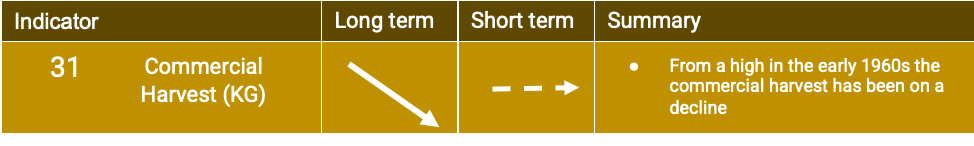 Indicator Long term Short term Summary
31 Commercial Harvest (KG)
• From a high in the early 1960s the
commercial harvest has been on a
decline